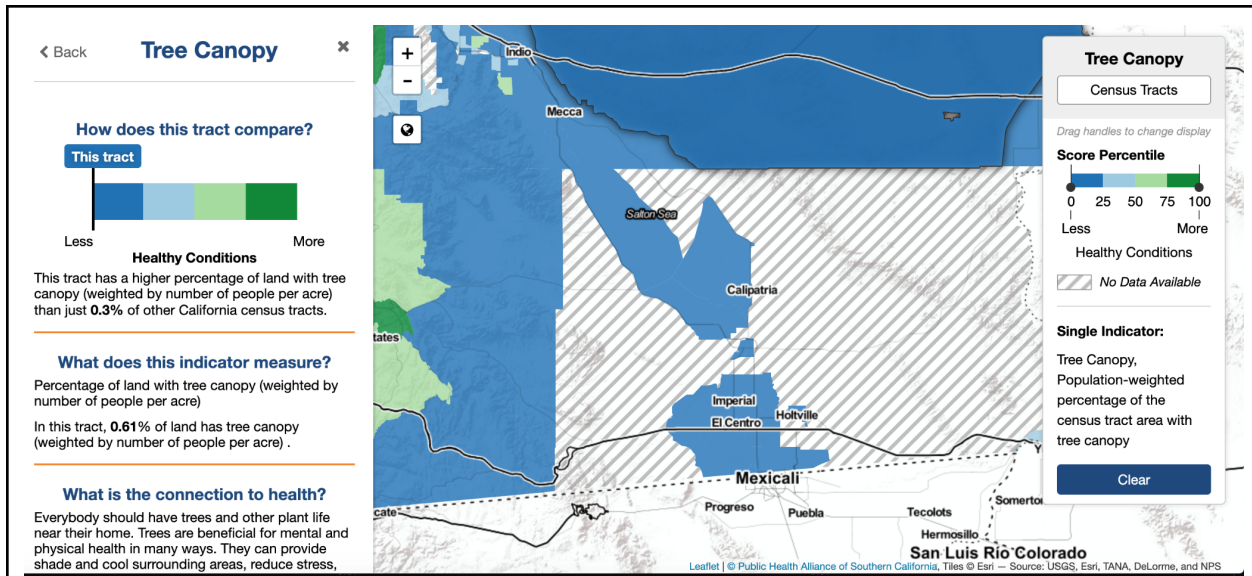 Back
Tree Canopy
How does this tract compare?
This tract
Less
More
Healthy Conditions
This tract has a higher percentage of land with tree
canopy (weighted by number of people per acre)
than just 0.3% of other California census tracts.
What does this indicator measure?
Percentage of land with tree canopy (weighted by
number of people per acre)
In this tract, 0.61% of land has tree canopy
(weighted by number of people per acre) .
What is the connection to health?
Everybody should have trees and other plant life
near their home. Trees are beneficial for mental and
physical health in many ways. They can provide
shade and cool surrounding areas, reduce stress,
+
−
Indio
Mecca
Salton Sea
Calipatria
tates
Imperial
El Centro
Holtville
Mexicali
cate
Progreso
Puebla
Tecolots
Somerton
Hermosillo
San Luis Río Colorado
Y
Leaflet | © Public Health Alliance of Southern California, Tiles © Esri — Source: USGS, Esri, TANA, DeLorme, and NPS
Tree Canopy
Census Tracts
Drag handles to change display
Score Percentile
0 25 50 75 100
Less
More
Healthy Conditions
No Data Available
Single Indicator:
Tree Canopy,
Population-weighted
percentage of the
census tract area with
tree canopy
Clear